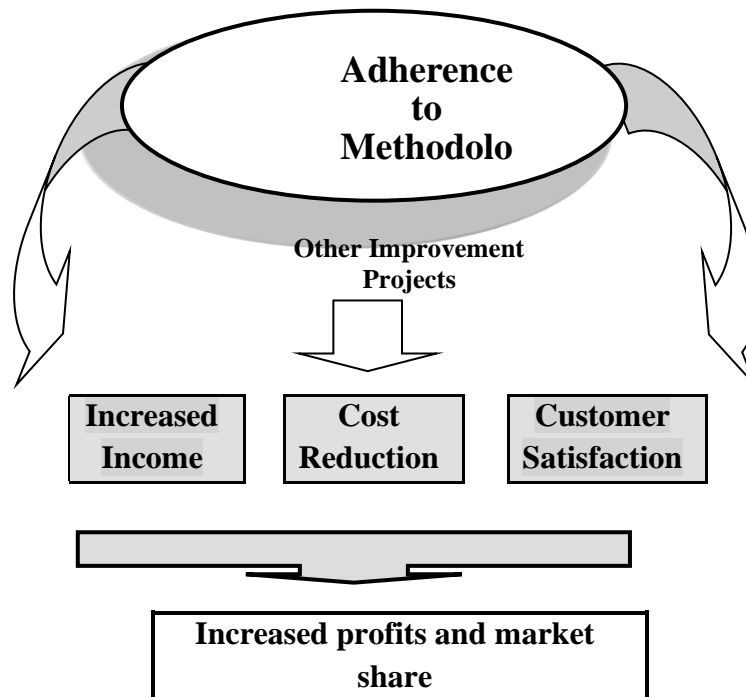 Adherence
to
Methodolo
Other Improvement
Projects
Increased
Income
Cost
Reduction
Customer
Satisfaction
Increased profits and market
share